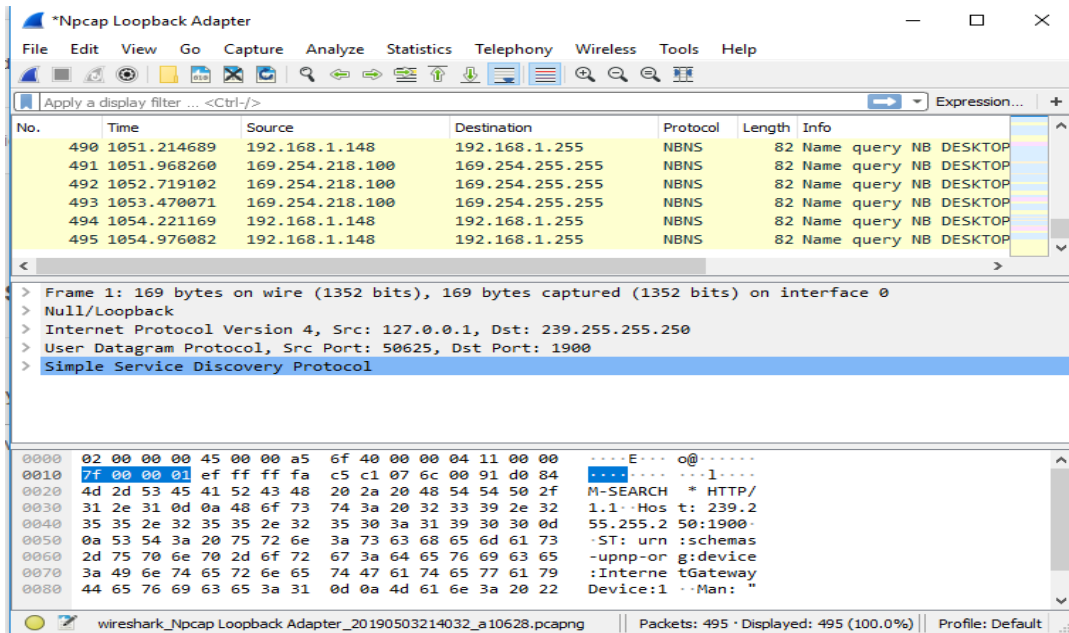 *Npcap Loopback Adapter
File Edit View Go Capture Analyze Statistics Telephony Wireless Tools Help
Apply a display filter ... <Ctrl-/> Expression... +
No. Time Source Destination Protocol Length Info
490 1051.214689 192.168.1.148 192.168.1.255 NBNS 82 Name query NB DESKTOP
491 1051.968260 169.254.218.100 169.254.255.255 NBNS 82 Name query NB DESKTOP
492 1052.719102 169.254.218.100 169.254.255.255 NBNS 82 Name query NB DESKTOP
493 1053.470071 169.254.218.100 169.254.255.255 NBNS 82 Name query NB DESKTOP
494 1054.221169 192.168.1.148 192.168.1.255 NBNS 82 Name query NB DESKTOP
495 1054.976082 192.168.1.148 192.168.1.255 NBNS 82 Name query NB DESKTOP
> Frame 1: 169 bytes on wire (1352 bits), 169 bytes captured (1352 bits) on interface 0
> Null/Loopback
> Internet Protocol Version 4, Src: 127.0.0.1, Dst: 239.255.255.250
> User Datagram Protocol, Src Port: 50625, Dst Port: 1900
> Simple Service Discovery Protocol
0000 02 00 00 00 45 00 00 a5 6f 40 00 00 04 11 00 00 ····E··· o@······
0010 7f 00 00 01 ef ff ff fa c5 c1 07 6c 00 91 d0 84 ········ ···l····
0020 4d 2d 53 45 41 52 43 48 20 2a 20 48 54 54 50 2f M-SEARCH * HTTP/
0030 31 2e 31 0d 0a 48 6f 73 74 3a 20 32 33 39 2e 32 1.1··Hos t: 239.2
0040 35 35 2e 32 35 35 2e 32 35 30 3a 31 39 30 30 0d 55.255.2 50:1900·
0050 0a 53 54 3a 20 75 72 6e 3a 73 63 68 65 6d 61 73 ·ST: urn :schemas
0060 2d 75 70 6e 70 2d 6f 72 67 3a 64 65 76 69 63 65 -upnp-or g:device
0070 3a 49 6e 74 65 72 6e 65 74 47 61 74 65 77 61 79 :Interne tGateway
0080 44 65 76 69 63 65 3a 31 0d 0a 4d 61 6e 3a 20 22 Device:1 ··Man: "
wireshark_Npcap Loopback Adapter_20190503214032_a10628.pcapng Packets: 495 · Displayed: 495 (100.0%) Profile: Default